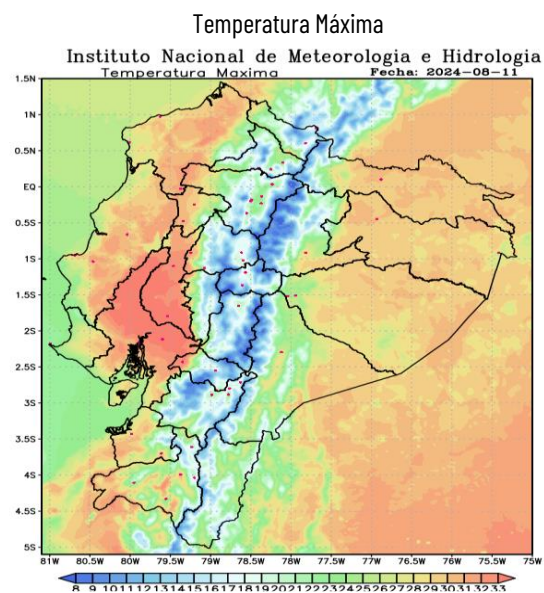 Temperatura Máxima
Instituto Nacional de Meteorologia e Hidrologia
Temperatura Maxima Fecha: 2024-08-11
1.5N
1N
0.5N
EQ
0.5S
1S
1.5S
2S
2.5S
3S
3.5S
4S
4.5S
5S
81W 80.5W 80W 79.5W 79W 78.5W 78W 77.5W 77W 76.5W 76W 75.5W 75W
8 9 10 11 12 13 14 15 16 17 18 19 20 21 22 23 24 25 26 27 28 29 30 31 32 33